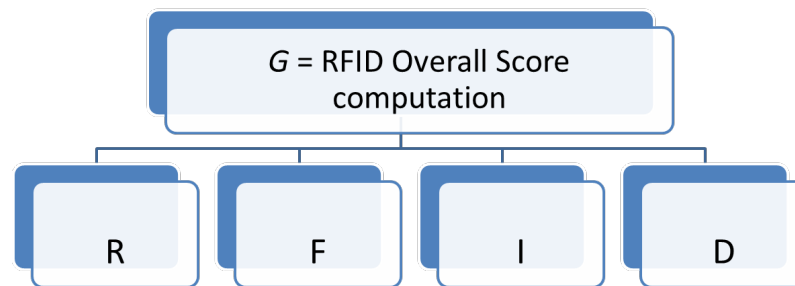 G = RFID Overall Score
computation
R
F
I
D